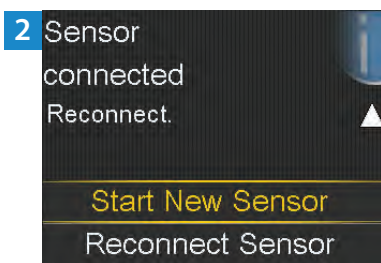 2
Sensor
connected
Reconnect.
Start New Sensor
Reconnect Sensor